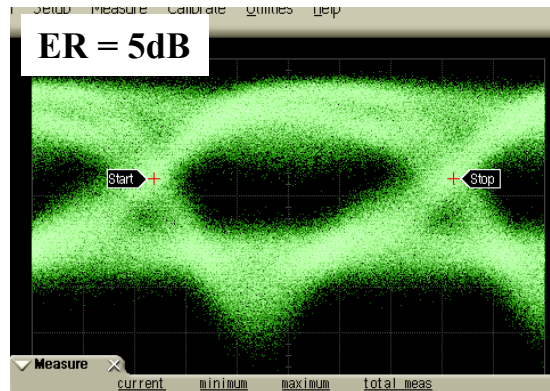 Setup Measure Calibrate Utilities Help
ER = 5dB
Start Stop
Measure
current minimum maximum total meas